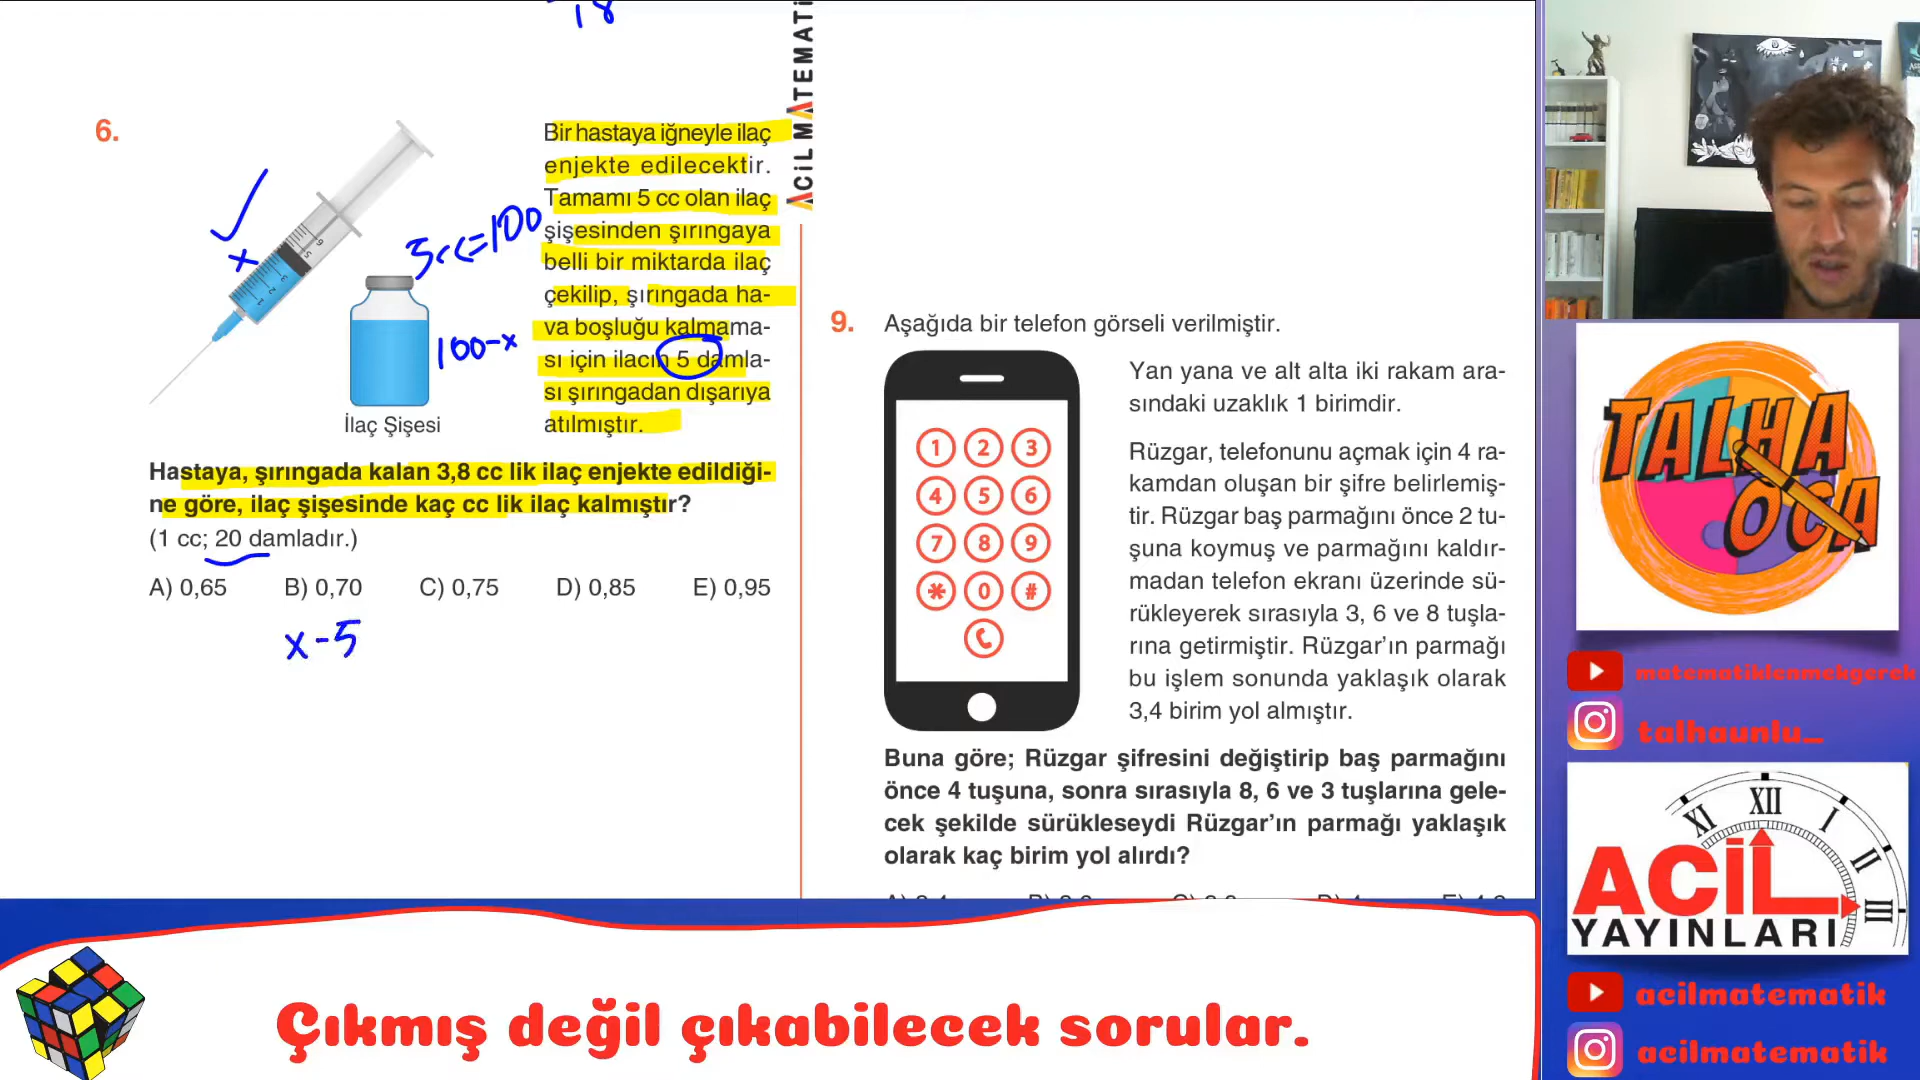 18
ACİL MATEMATİ
6.
Bir hastaya iğneyle ilaç
enjekte edilecektir.
Tamamı 5 cc olan ilaç
şişesinden şırıngaya
belli bir miktarda ilaç
çekilip, şırıngada ha-
va boşluğu kalmama-
sı için ilacın 5 damla-
sı şırıngadan dışarıya
atılmıştır.
x
5cc=100
100-x
6
5
3
2
1
İlaç Şişesi
Hastaya, şırıngada kalan 3,8 cc lik ilaç enjekte edildiği-
ne göre, ilaç şişesinde kaç cc lik ilaç kalmıştır?
(1 cc; 20 damladır.)
A) 0,65 B) 0,70 C) 0,75 D) 0,85 E) 0,95
x-5
9. Aşağıda bir telefon görseli verilmiştir.
1 2 3
4 5 6
7 8 9
* 0 #
Yan yana ve alt alta iki rakam ara-
sındaki uzaklık 1 birimdir.
Rüzgar, telefonunu açmak için 4 ra-
kamdan oluşan bir şifre belirlemiş-
tir. Rüzgar baş parmağını önce 2 tu-
şuna koymuş ve parmağını kaldır-
madan telefon ekranı üzerinde sü-
rükleyerek sırasıyla 3, 6 ve 8 tuşla-
rına getirmiştir. Rüzgar’ın parmağı
bu işlem sonunda yaklaşık olarak
3,4 birim yol almıştır.
Buna göre; Rüzgar şifresini değiştirip baş parmağını
önce 4 tuşuna, sonra sırasıyla 8, 6 ve 3 tuşlarına gele-
cek şekilde sürükleseydi Rüzgar’ın parmağı yaklaşık
olarak kaç birim yol alırdı?
TALHA
OCA
matematiklenmekgerek
talhaunlu_
XI XII I II III
ACİL
YAYINLARI
acilmatematik
acilmatematik
Çıkmış değil çıkabilecek sorular.